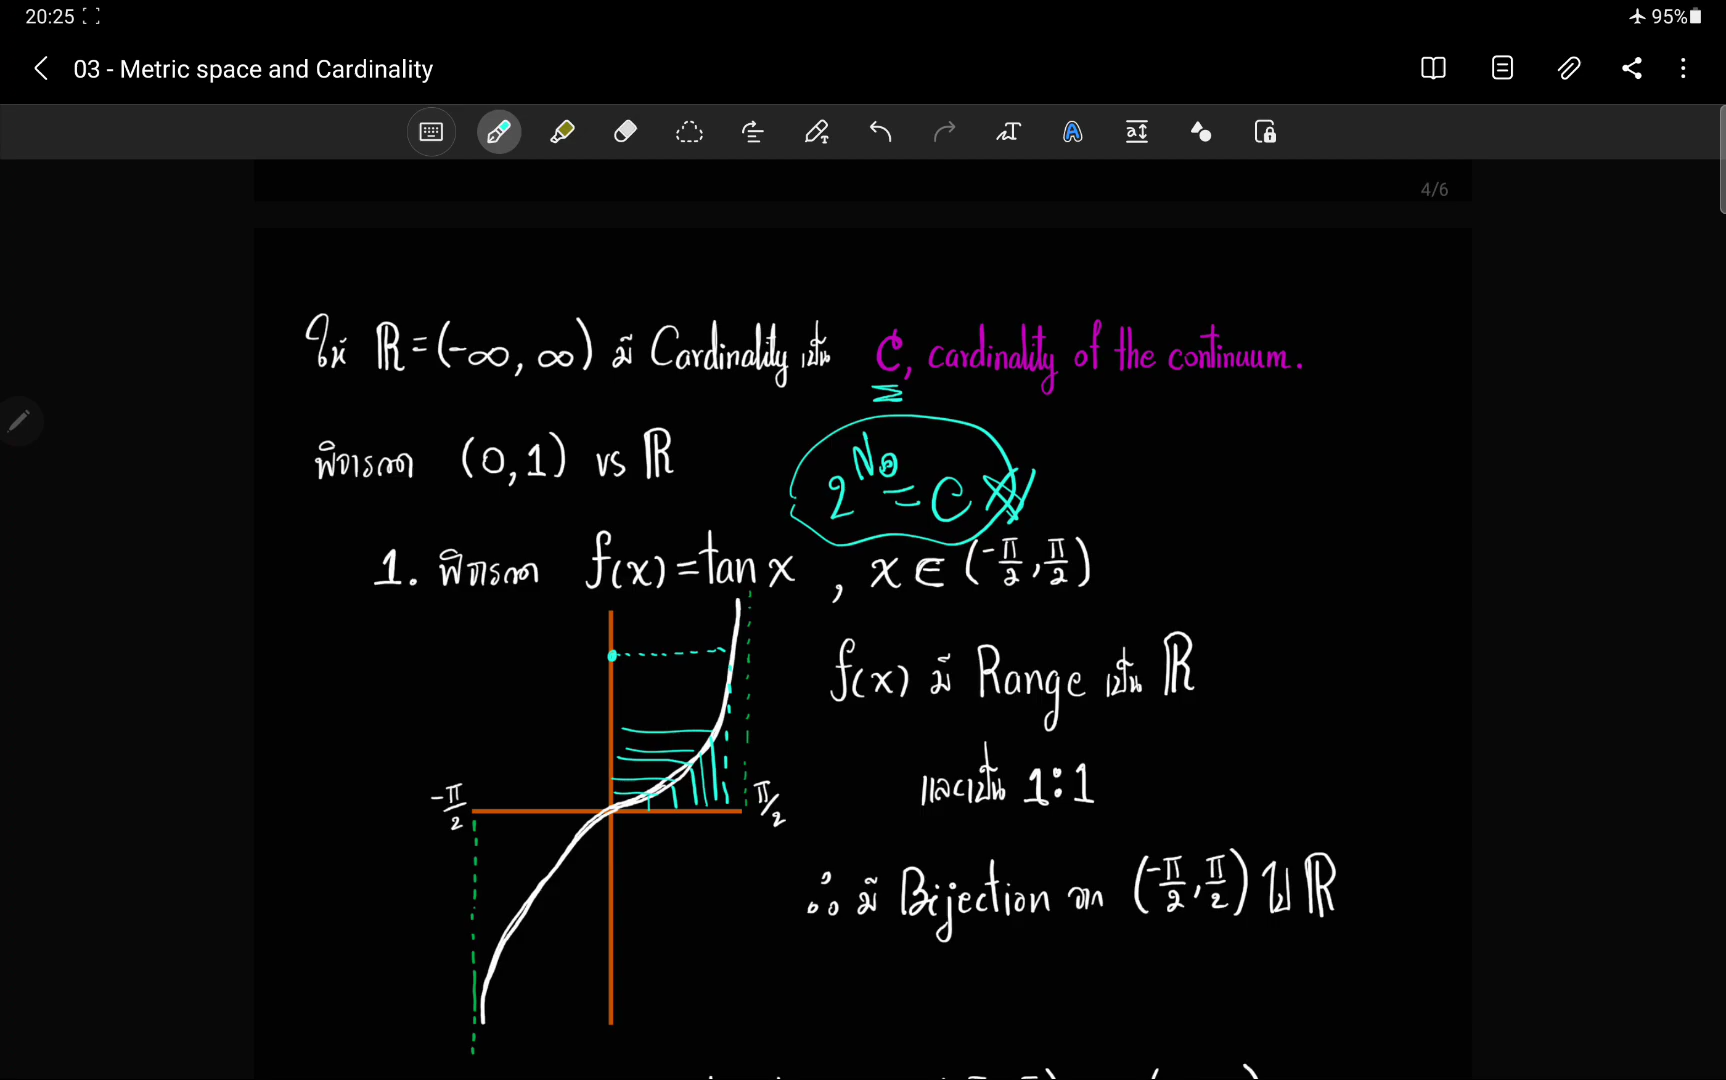 20:25 95%
03 - Metric space and Cardinality
4/6
ให้ ℝ = (-∞, ∞) มี Cardinality เป็น C, cardinality of the continuum.
พิจารณา (0,1) vs ℝ
2^ℵ0 = C
1. พิจารณา f(x) = tan x , x ∈ (-π/2, π/2)
f(x) มี Range เป็น ℝ
และเป็น 1:1
-π/2 π/2
∴ มี Bijection จาก (-π/2, π/2) ไป ℝ